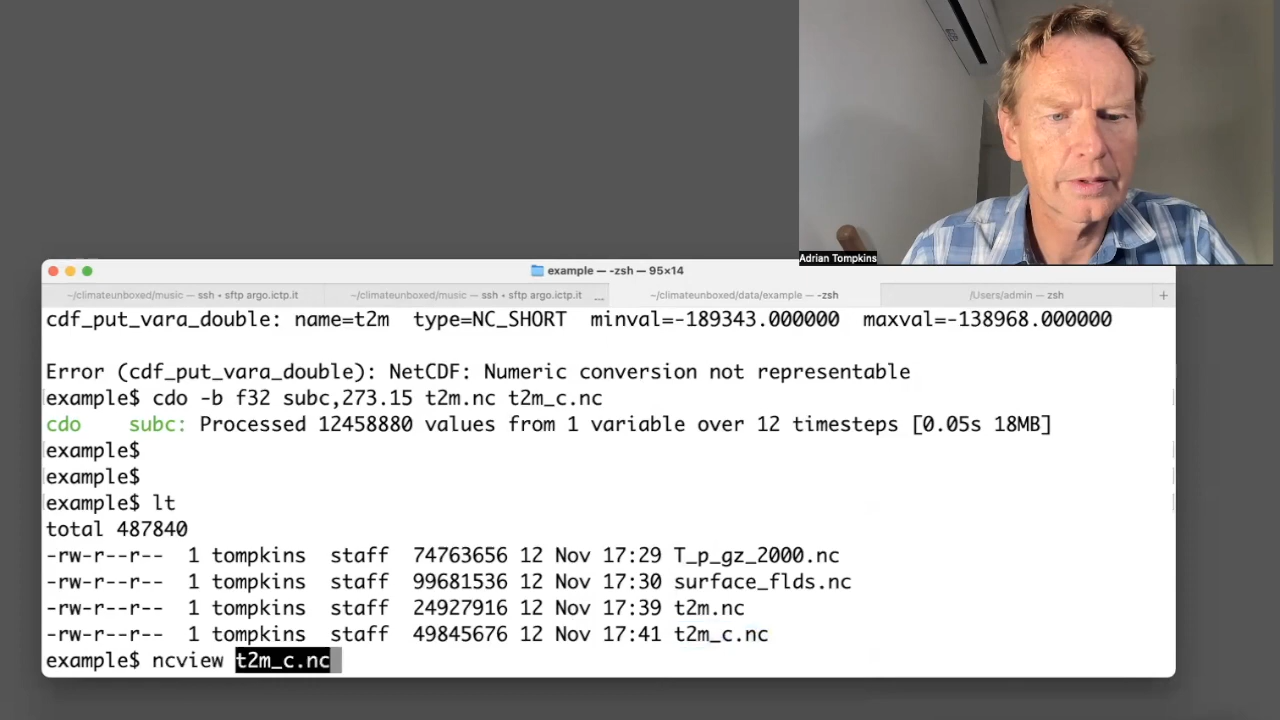 Adrian Tompkins
example — -zsh — 95×14
~/climateunboxed/music — ssh • sftp argo.ictp.it
~/climateunboxed/music — ssh • sftp argo.ictp.it ...
~/climateunboxed/data/example — -zsh
/Users/admin — zsh +
cdf_put_vara_double: name=t2m type=NC_SHORT minval=-189343.000000 maxval=-138968.000000
Error (cdf_put_vara_double): NetCDF: Numeric conversion not representable
example$ cdo -b f32 subc,273.15 t2m.nc t2m_c.nc
cdo subc: Processed 12458880 values from 1 variable over 12 timesteps [0.05s 18MB]
example$
example$
example$ lt
total 487840
-rw-r--r-- 1 tompkins staff 74763656 12 Nov 17:29 T_p_gz_2000.nc
-rw-r--r-- 1 tompkins staff 99681536 12 Nov 17:30 surface_flds.nc
-rw-r--r-- 1 tompkins staff 24927916 12 Nov 17:39 t2m.nc
-rw-r--r-- 1 tompkins staff 49845676 12 Nov 17:41 t2m_c.nc
example$ ncview t2m_c.nc